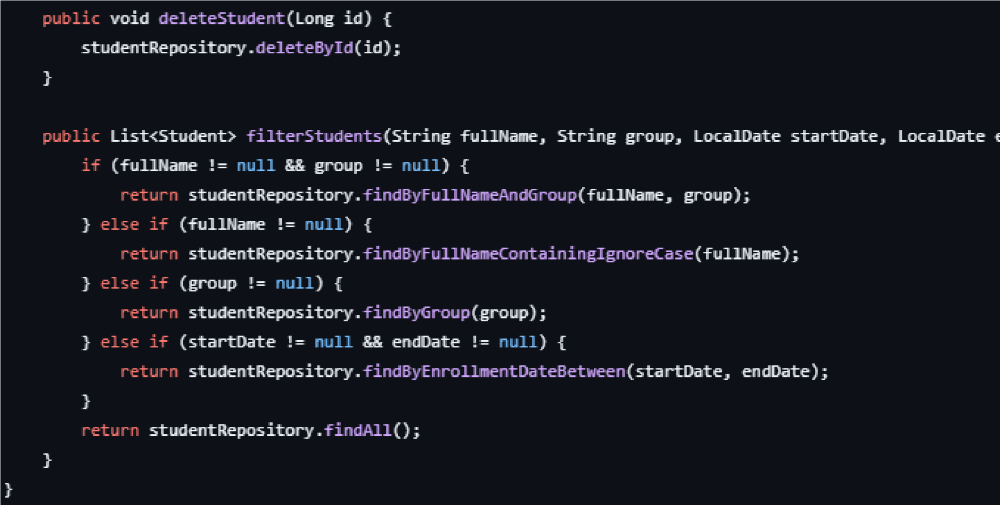 public void deleteStudent(Long id) {
studentRepository.deleteById(id);
}
public List<Student> filterStudents(String fullName, String group, LocalDate startDate, LocalDate
if (fullName != null && group != null) {
return studentRepository.findByFullNameAndGroup(fullName, group);
} else if (fullName != null) {
return studentRepository.findByFullNameContainingIgnoreCase(fullName);
} else if (group != null) {
return studentRepository.findByGroup(group);
} else if (startDate != null && endDate != null) {
return studentRepository.findByEnrollmentDateBetween(startDate, endDate);
}
return studentRepository.findAll();
}
}